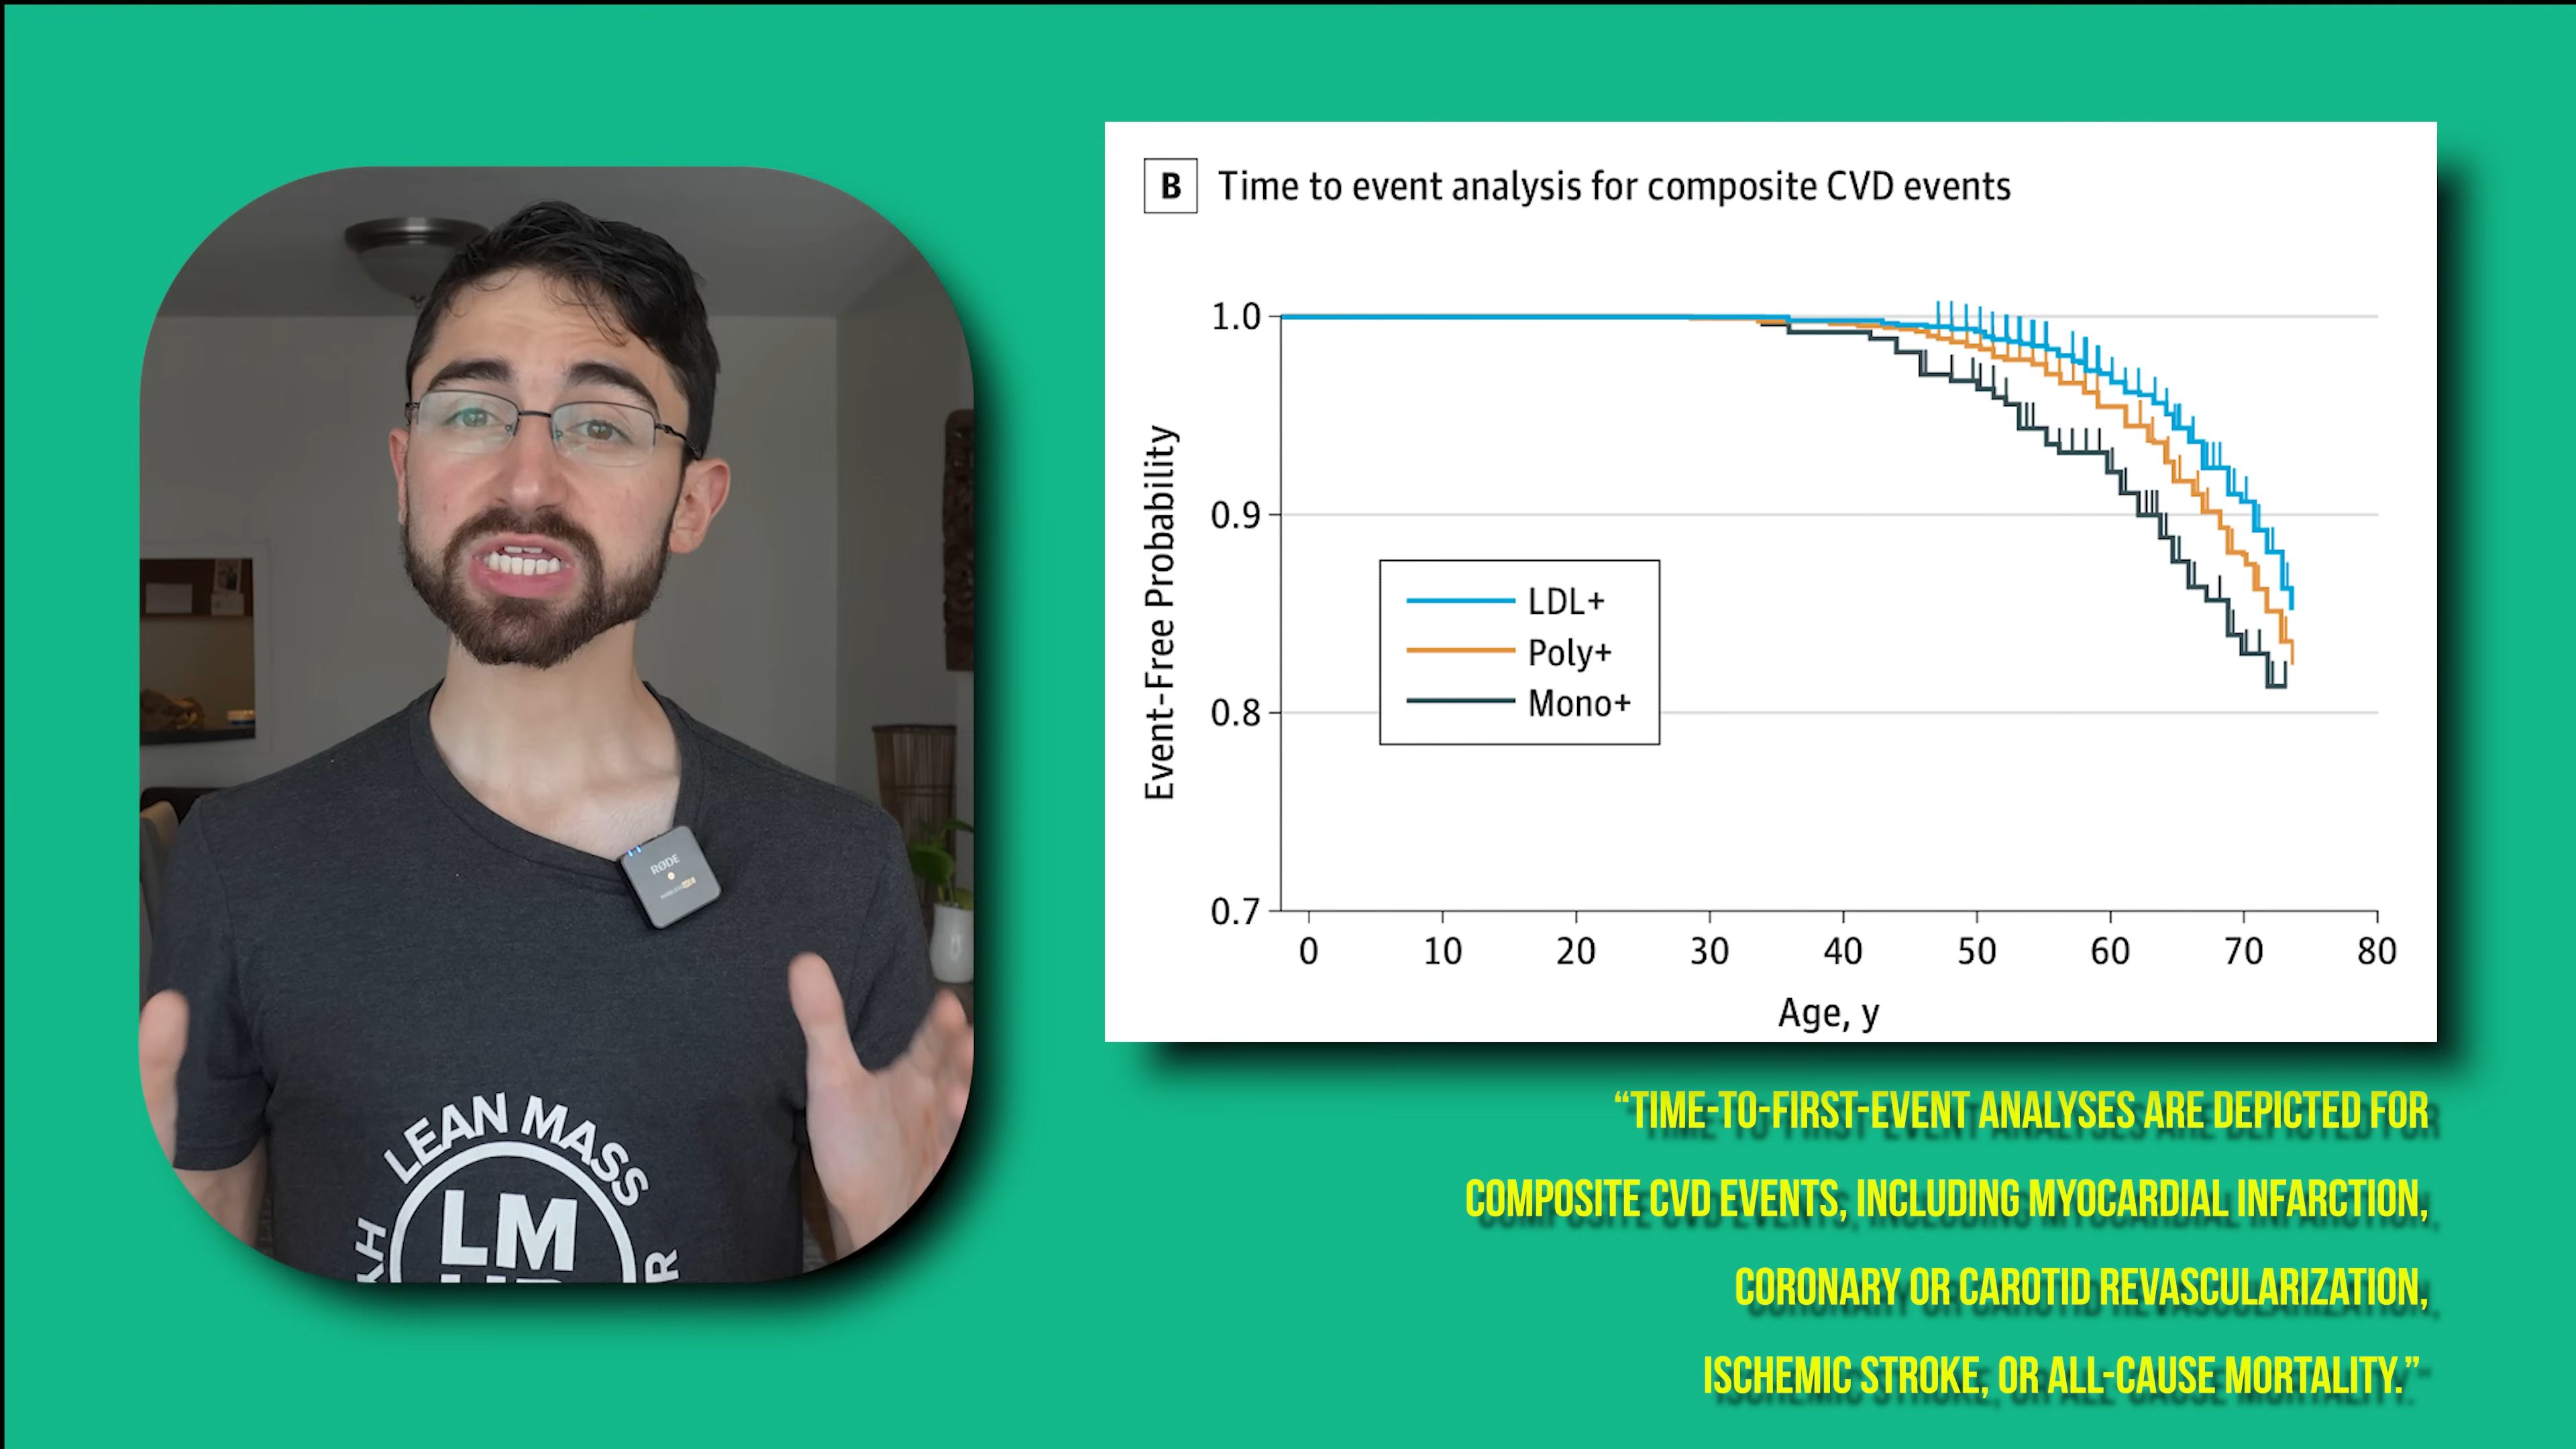 B Time to event analysis for composite CVD events
1.0
0.9
0.8
0.7
Event-Free Probability
LDL+
Poly+
Mono+
0 10 20 30 40 50 60 70 80
Age, y
“TIME-TO-FIRST-EVENT ANALYSES ARE DEPICTED FOR
COMPOSITE CVD EVENTS, INCLUDING MYOCARDIAL INFARCTION,
CORONARY OR CAROTID REVASCULARIZATION,
ISCHEMIC STROKE, OR ALL-CAUSE MORTALITY.”
RØDE
LEAN MASS
LM